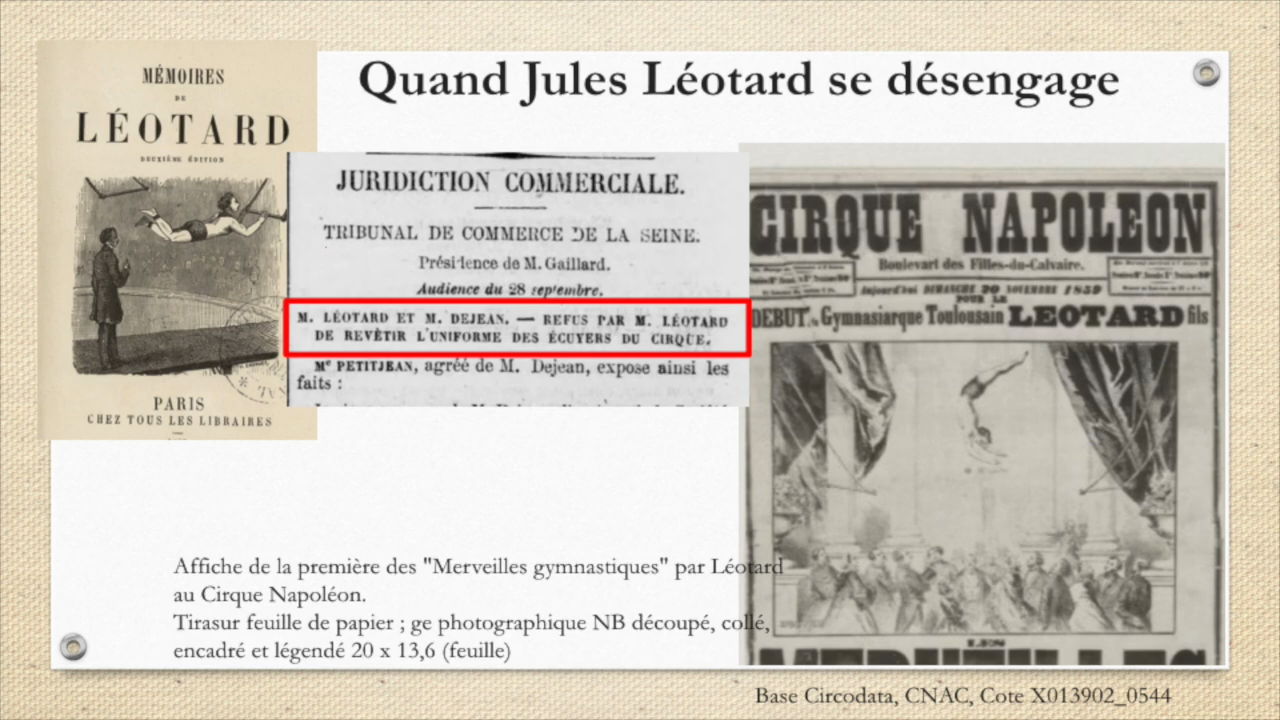 Quand Jules Léotard se désengage
MÉMOIRES
DE
LÉOTARD
DEUXIÈME ÉDITION
PARIS
CHEZ TOUS LES LIBRAIRES
JURIDICTION COMMERCIALE.
TRIBUNAL DE COMMERCE DE LA SEINE.
Présidence de M. Gaillard.
Audience du 28 septembre.
M. LÉOTARD ET M. DEJEAN. — REFUS PAR M. LÉOTARD
DE REVÊTIR L'UNIFORME DES ÉCUYERS DU CIRQUE.
Me PETITJEAN, agréé de M. Dejean, expose ainsi les
faits :
CIRQUE NAPOLEON
Boulevart des Filles-du-Calvaire.
Aujourd'hui DIMANCHE 20 NOVEMBRE 1859
POUR LE
DEBUT du Gymnasiarque Toulousain LEOTARD fils
LES
MERVEILLES
Affiche de la première des "Merveilles gymnastiques" par Léotard
au Cirque Napoléon.
Tirasur feuille de papier ; ge photographique NB découpé, collé,
encadré et légendé 20 x 13,6 (feuille)
Base Circodata, CNAC, Cote X013902_0544